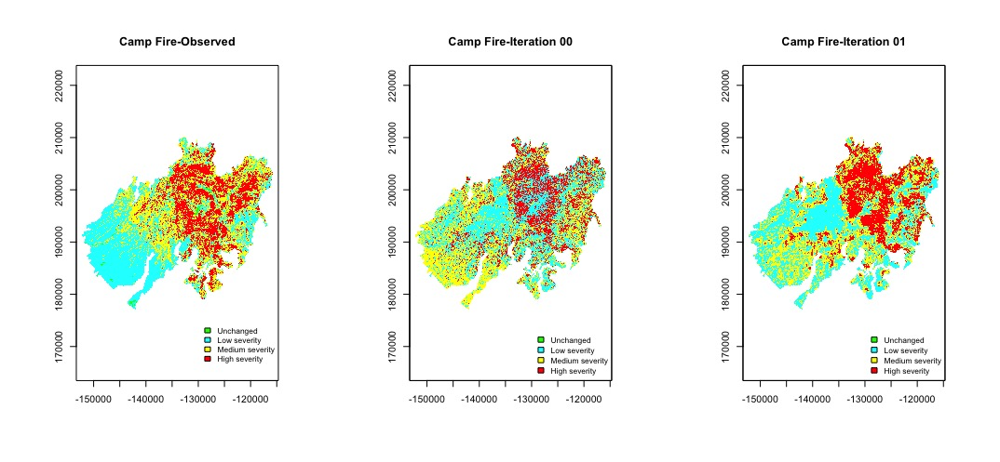 Camp Fire-Observed
220000
210000
200000
190000
180000
170000
-150000 -140000 -130000 -120000
Unchanged
Low severity
Medium severity
High severity
Camp Fire-Iteration 00
220000
210000
200000
190000
180000
170000
-150000 -140000 -130000 -120000
Unchanged
Low severity
Medium severity
High severity
Camp Fire-Iteration 01
220000
210000
200000
190000
180000
170000
-150000 -140000 -130000 -120000
Unchanged
Low severity
Medium severity
High severity